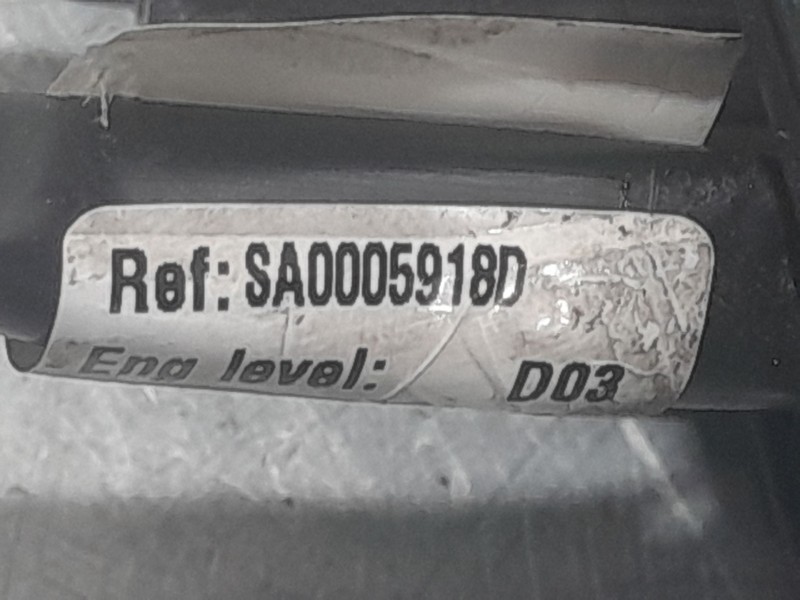 Ref: SA0005918D
Eng level: D03